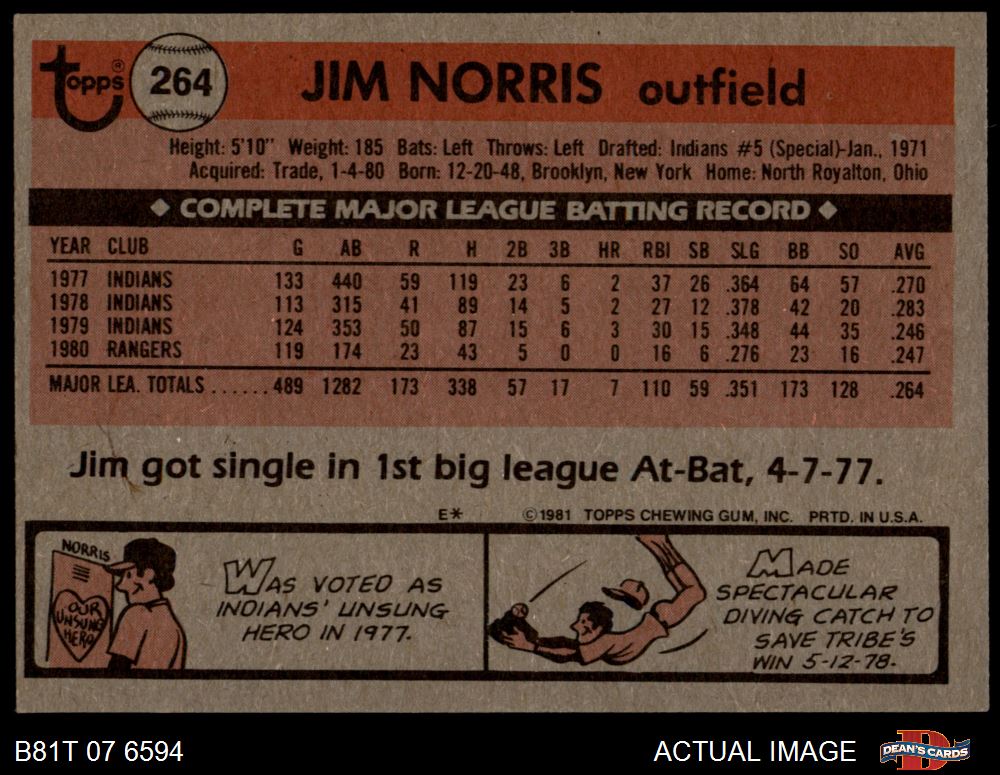 topps® 264 JIM NORRIS outfield
Height: 5'10" Weight: 185 Bats: Left Throws: Left Drafted: Indians #5 (Special)-Jan., 1971
Acquired: Trade, 1-4-80 Born: 12-20-48, Brooklyn, New York Home: North Royalton, Ohio
◆ COMPLETE MAJOR LEAGUE BATTING RECORD ◆
YEAR CLUB G AB R H 2B 3B HR RBI SB SLG BB SO AVG
1977 INDIANS 133 440 59 119 23 6 2 37 26 .364 64 57 .270
1978 INDIANS 113 315 41 89 14 5 2 27 12 .378 42 20 .283
1979 INDIANS 124 353 50 87 15 6 3 30 15 .348 44 35 .246
1980 RANGERS 119 174 23 43 5 0 0 16 6 .276 23 16 .247
MAJOR LEA. TOTALS ...... 489 1282 173 338 57 17 7 110 59 .351 173 128 .264
Jim got single in 1st big league At-Bat, 4-7-77.
E* ©1981 TOPPS CHEWING GUM, INC. PRTD. IN U.S.A.
NORRIS
OUR
UNSUNG
HERO
WAS VOTED AS
INDIANS' UNSUNG
HERO IN 1977.
MADE
SPECTACULAR
DIVING CATCH TO
SAVE TRIBE'S
WIN 5-12-78.
B81T 07 6594 ACTUAL IMAGE DEAN'S CARDS